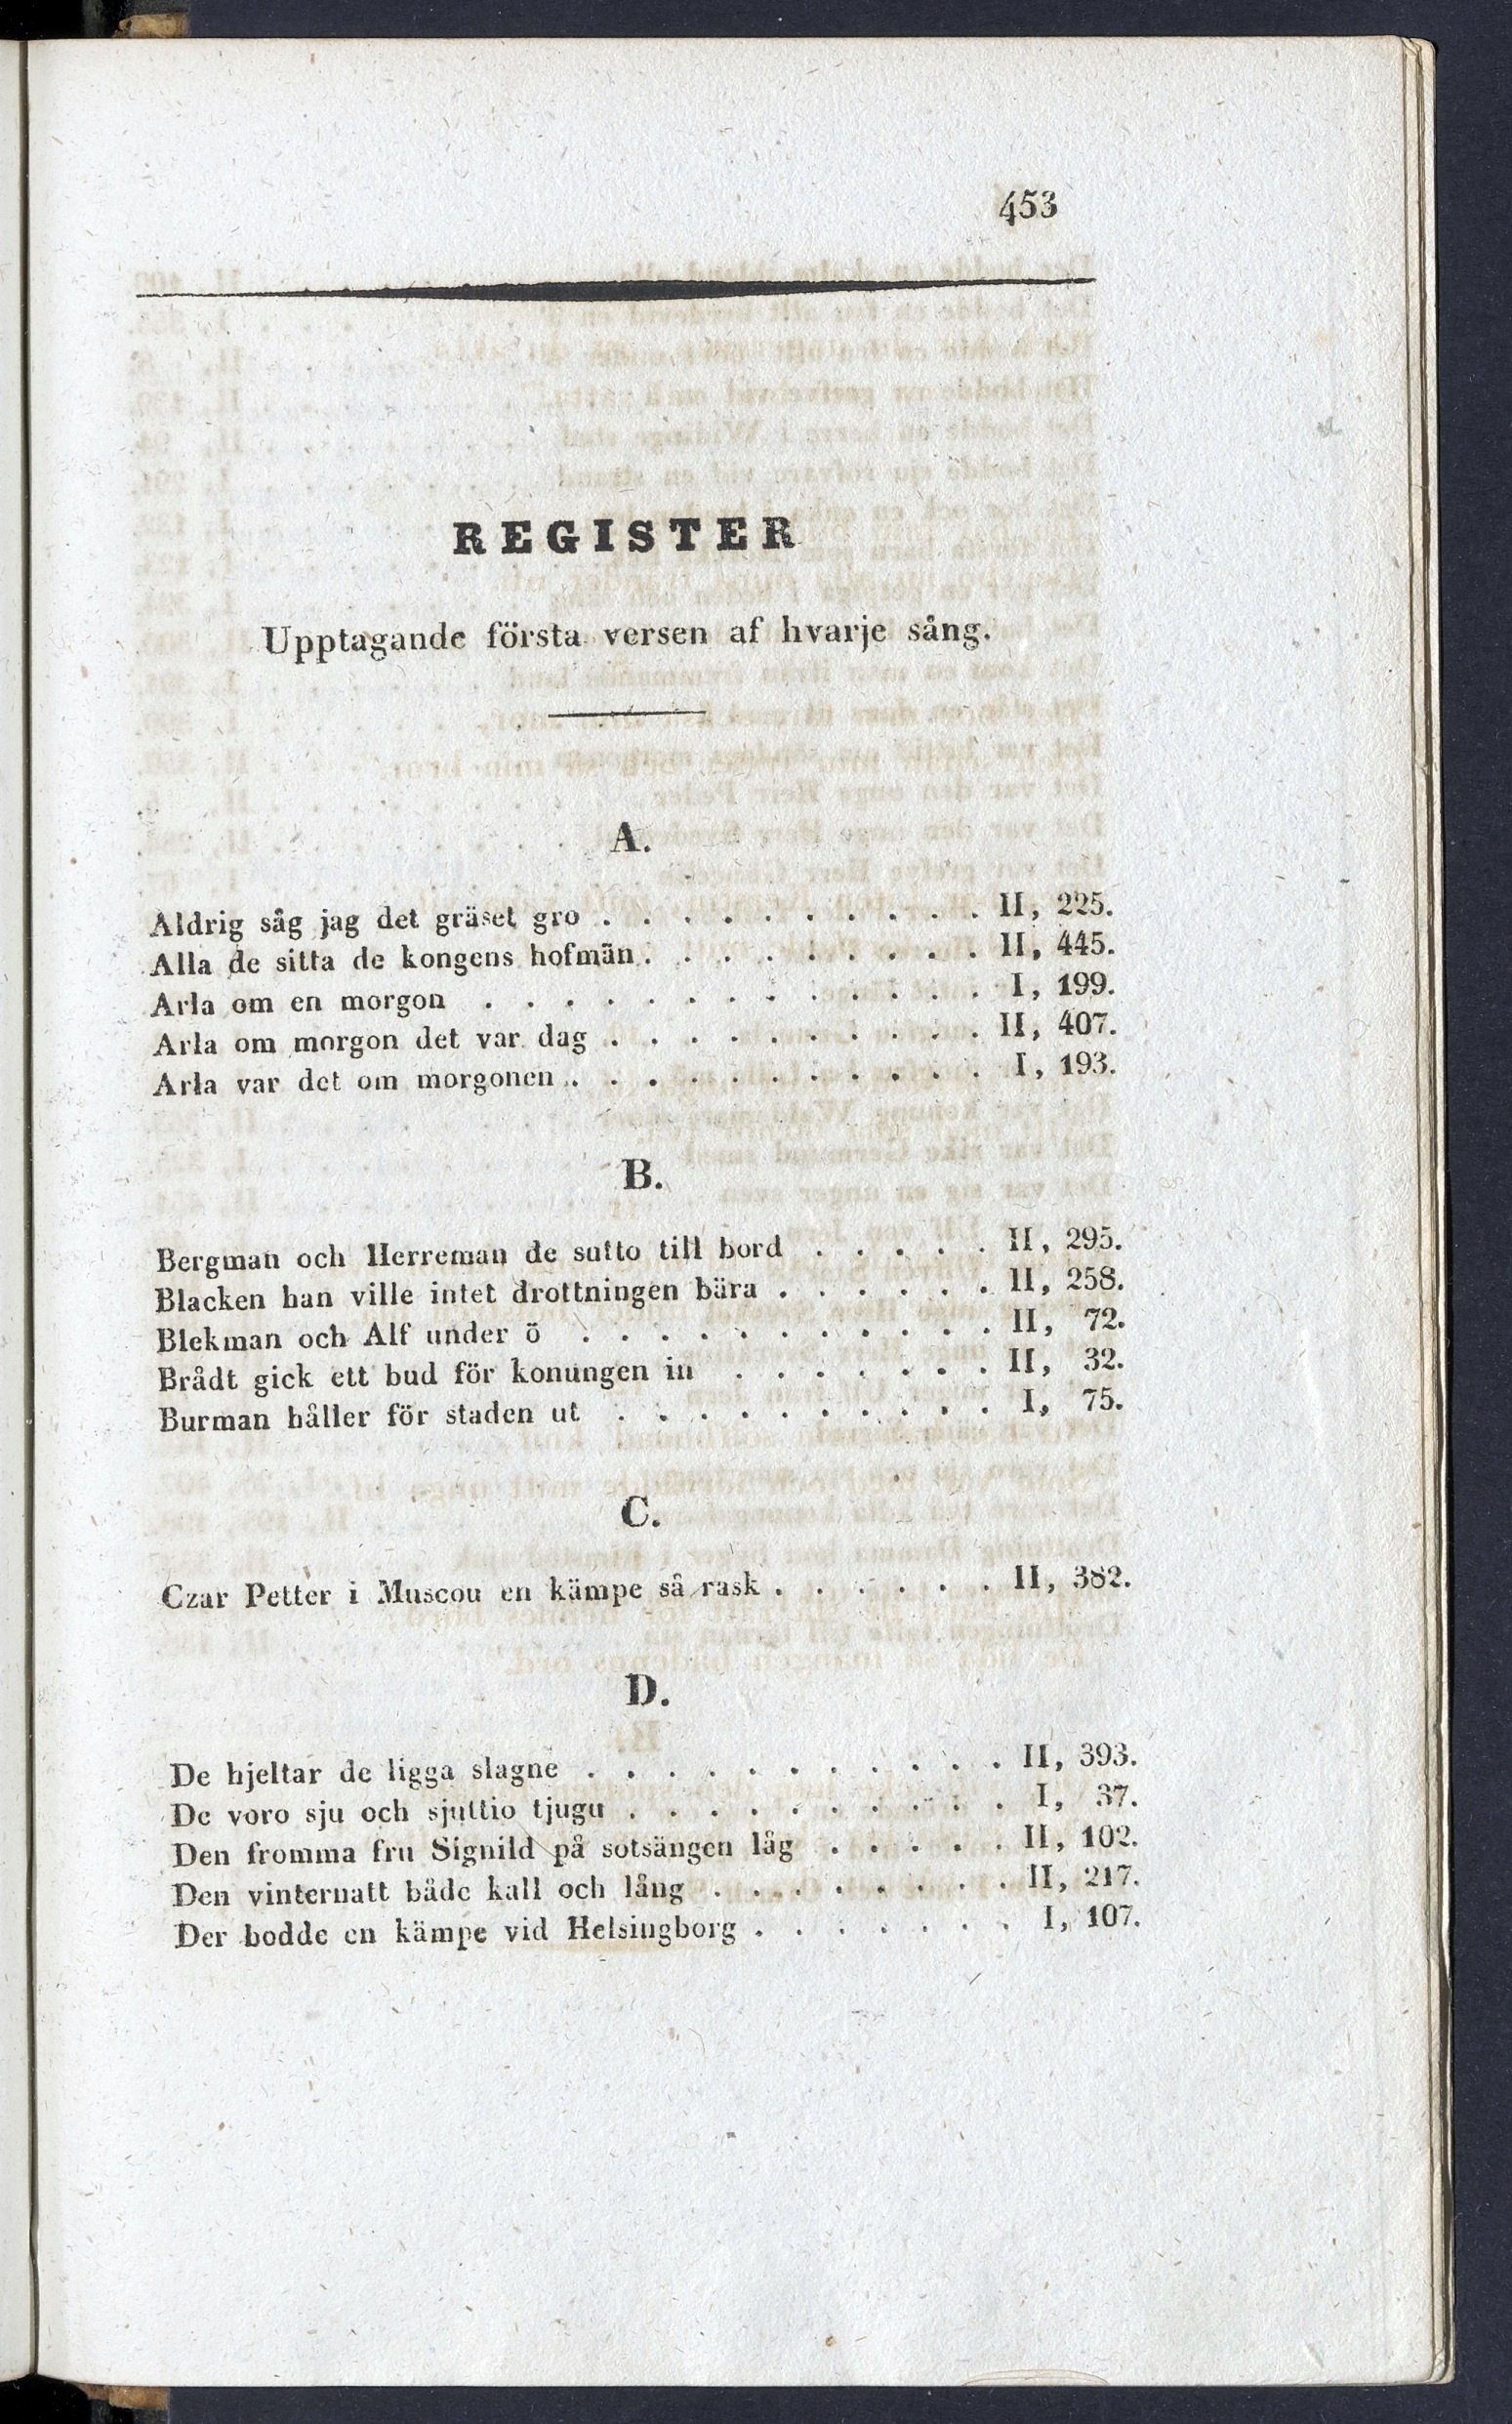 453
REGISTER
Upptagande första versen af hvarje sång.
A.
Aldrig såg jag det gräset gro . . . . . . . . . . II, 225.
Alla de sitta de kongens hofmän. . . . . . . . . II, 445.
Arla om en morgon . . . . . . . . . . . . . I, 199.
Arla om morgon det var dag . . . . . . . . . . II, 407.
Arla var det om morgonen . . . . . . . . . . . I, 193.
B.
Bergman och Herreman de sutto till bord . . . . . II, 295.
Blacken han ville intet drottningen bära . . . . . . II, 258.
Blekman och Alf under ö . . . . . . . . . . . II, 72.
Brådt gick ett bud för konungen in . . . . . . . II, 32.
Burman håller för staden ut . . . . . . . . . . I, 75.
C.
Czar Petter i Muscou en kämpe så rask . . . . . . II, 382.
D.
De hjeltar de ligga slagne . . . . . . . . . . . II, 393.
De voro sju och sjuttio tjugu . . . . . . . . . . I, 37.
Den fromma fru Signild på sotsängen låg . . . . . II, 102.
Den vinternatt både kall och lång . . . . . . . . II, 217.
Der bodde en kämpe vid Helsingborg . . . . . . . I, 107.